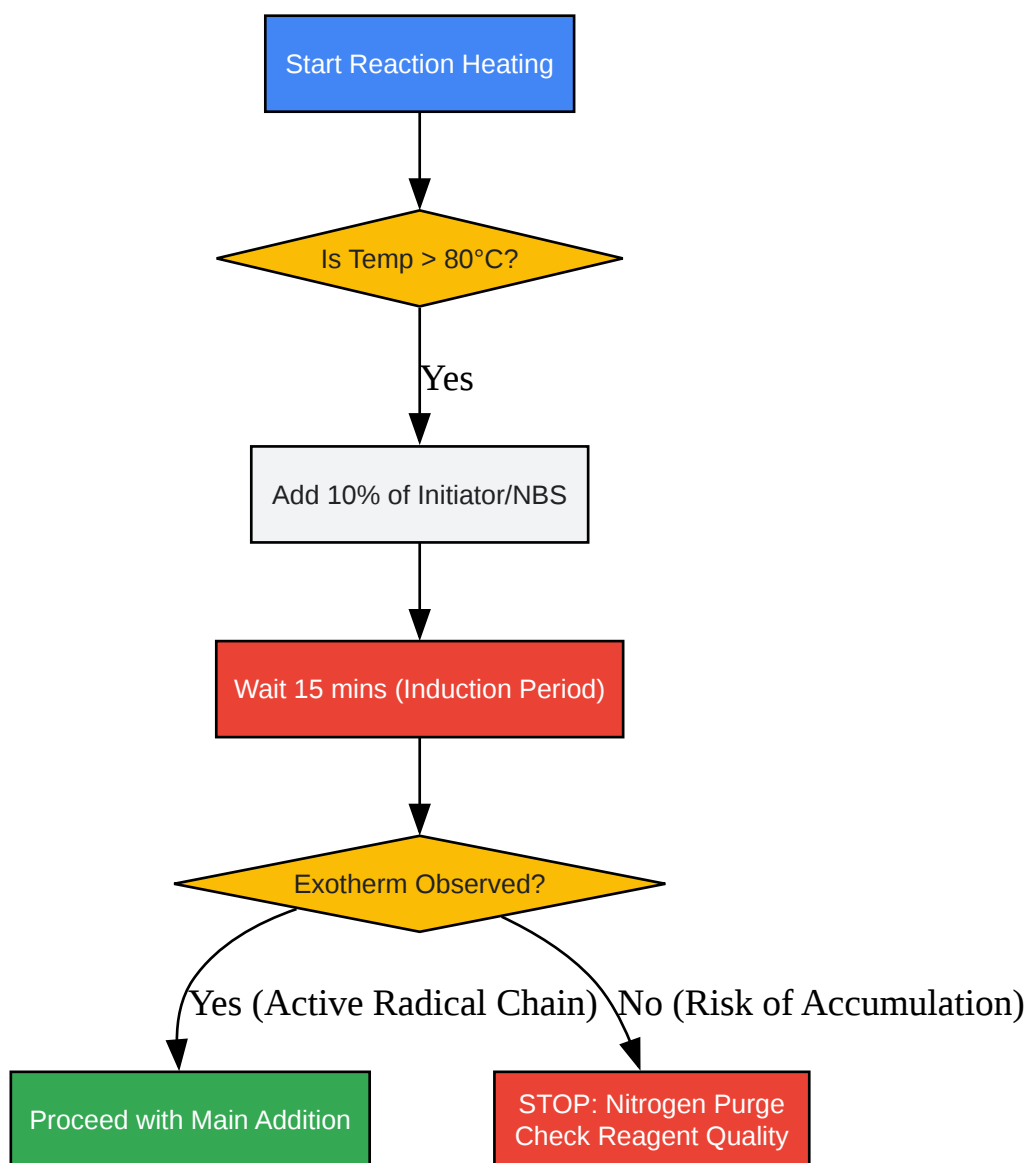 Start Reaction Heating
Is Temp > 80°C?
Yes
Add 10% of Initiator/NBS
Wait 15 mins (Induction Period)
Exotherm Observed?
Yes (Active Radical Chain)
No (Risk of Accumulation)
Proceed with Main Addition
STOP: Nitrogen Purge
Check Reagent Quality